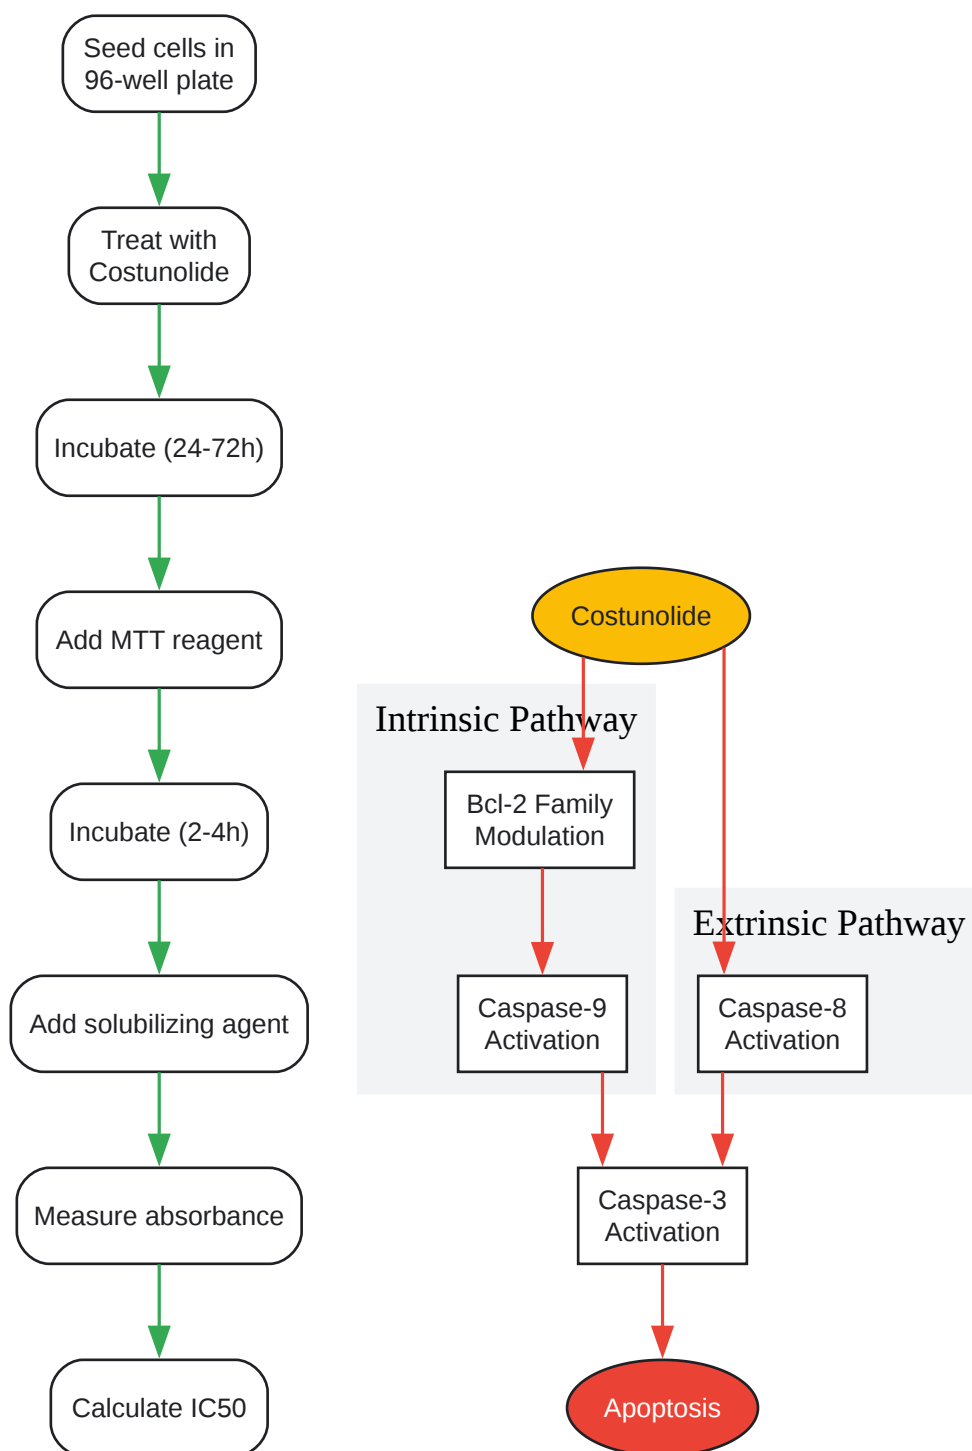 Seed cells in
96-well plate
Treat with
Costunolide
Incubate (24-72h)
Add MTT reagent
Incubate (2-4h)
Add solubilizing agent
Measure absorbance
Calculate IC50
Costunolide
Intrinsic Pathway
Bcl-2 Family
Modulation
Caspase-9
Activation
Extrinsic Pathway
Caspase-8
Activation
Caspase-3
Activation
Apoptosis